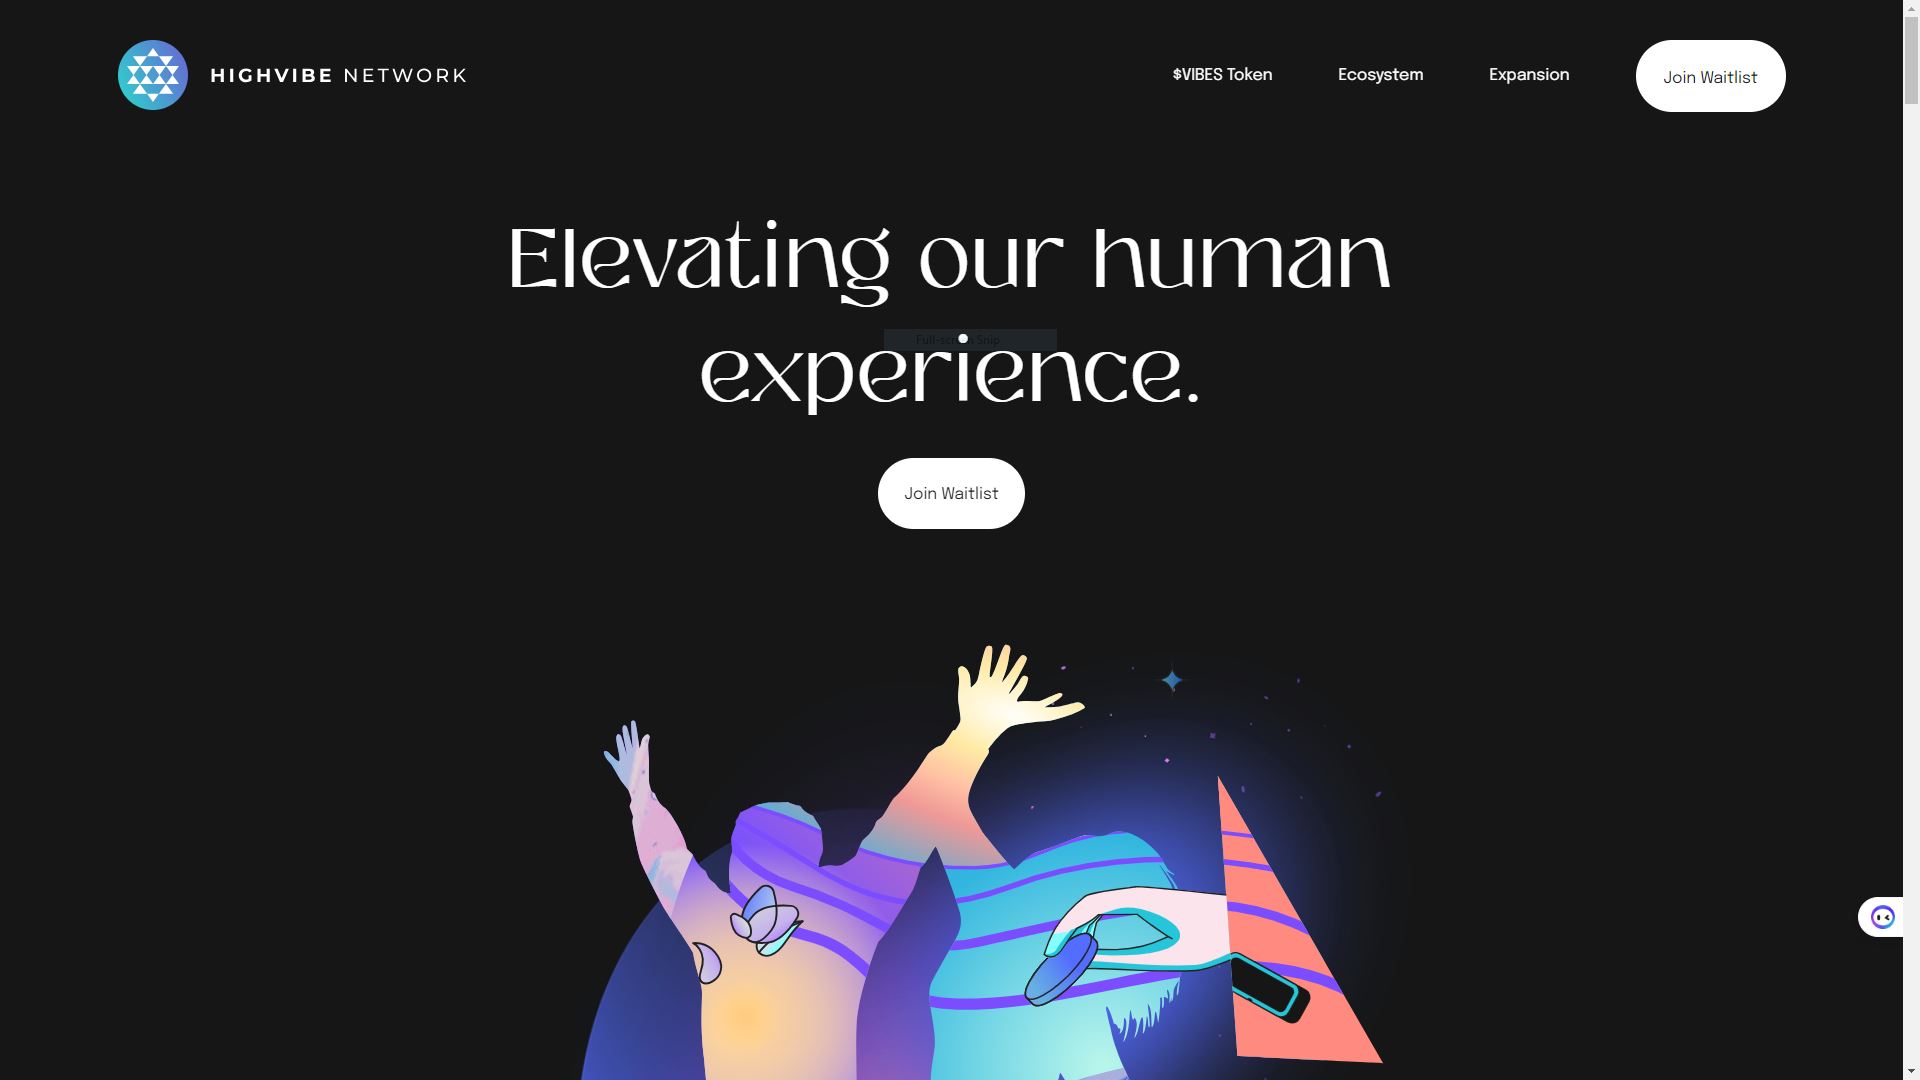 HIGHVIBE NETWORK
$VIBES Token
Ecosystem
Expansion
Join Waitlist
Elevating our human
Full-screen Snip
experience.
Join Waitlist